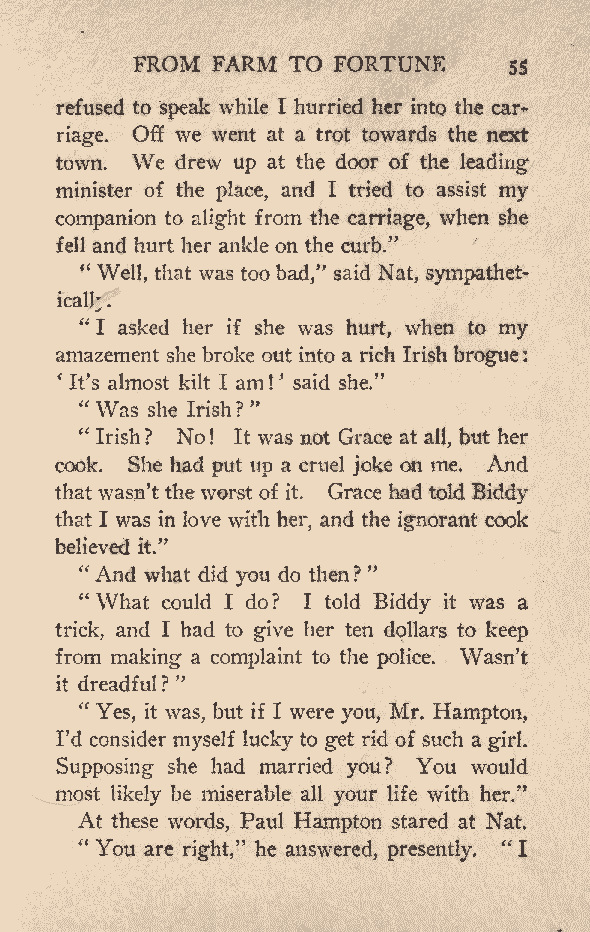 FROM FARM TO FORTUNE 55
refused to speak while I hurried her into the car-
riage. Off we went at a trot towards the next
town. We drew up at the door of the leading
minister of the place, and I tried to assist my
companion to alight from the carriage, when she
fell and hurt her ankle on the curb.”
“ Well, that was too bad,” said Nat, sympathet-
ically.
“ I asked her if she was hurt, when to my
amazement she broke out into a rich Irish brogue:
‘ It’s almost kilt I am!’ said she.”
“ Was she Irish? ”
“ Irish? No! It was not Grace at all, but her
cook. She had put up a cruel joke on me. And
that wasn’t the worst of it. Grace had told Biddy
that I was in love with her, and the ignorant cook
believed it.”
“ And what did you do then? ”
“ What could I do? I told Biddy it was a
trick, and I had to give her ten dollars to keep
from making a complaint to the police. Wasn’t
it dreadful? ”
“ Yes, it was, but if I were you, Mr. Hampton,
I’d consider myself lucky to get rid of such a girl.
Supposing she had married you? You would
most likely be miserable all your life with her.”
At these words, Paul Hampton stared at Nat.
“ You are right,” he answered, presently. “ I